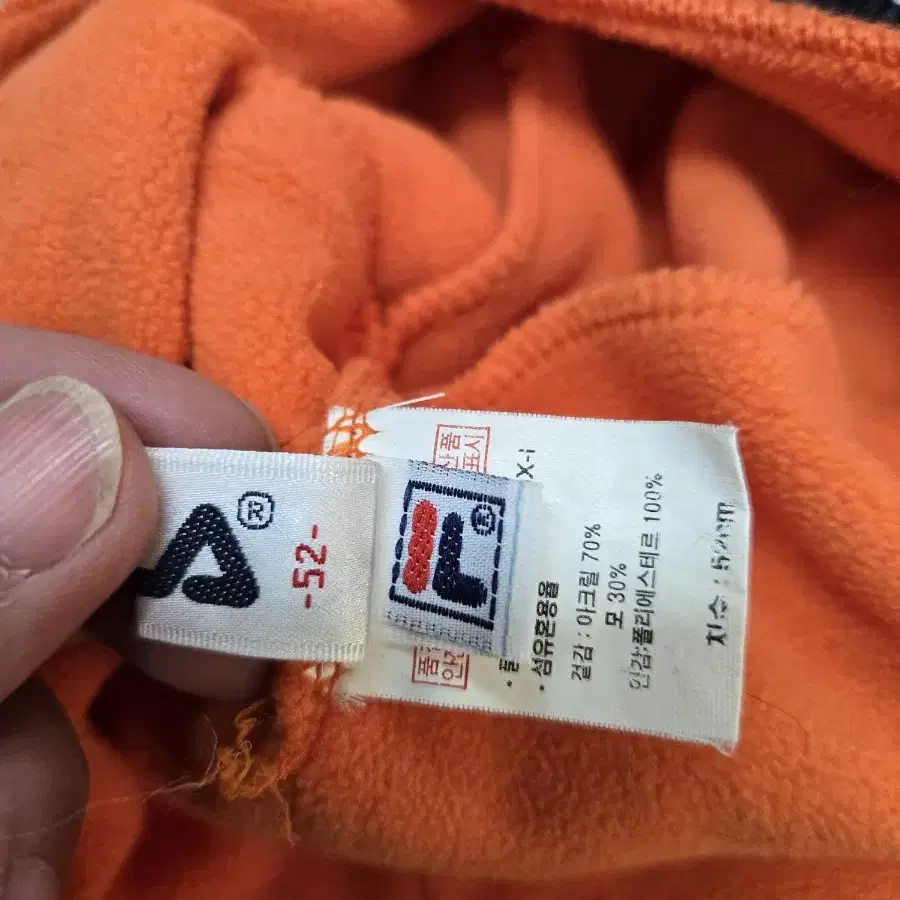 ®
-52-
®
X-i
· 섬유혼용율
겉감 : 아크릴 70%
모 30%
안감:폴리에스테르 100%
치수 : 52cm